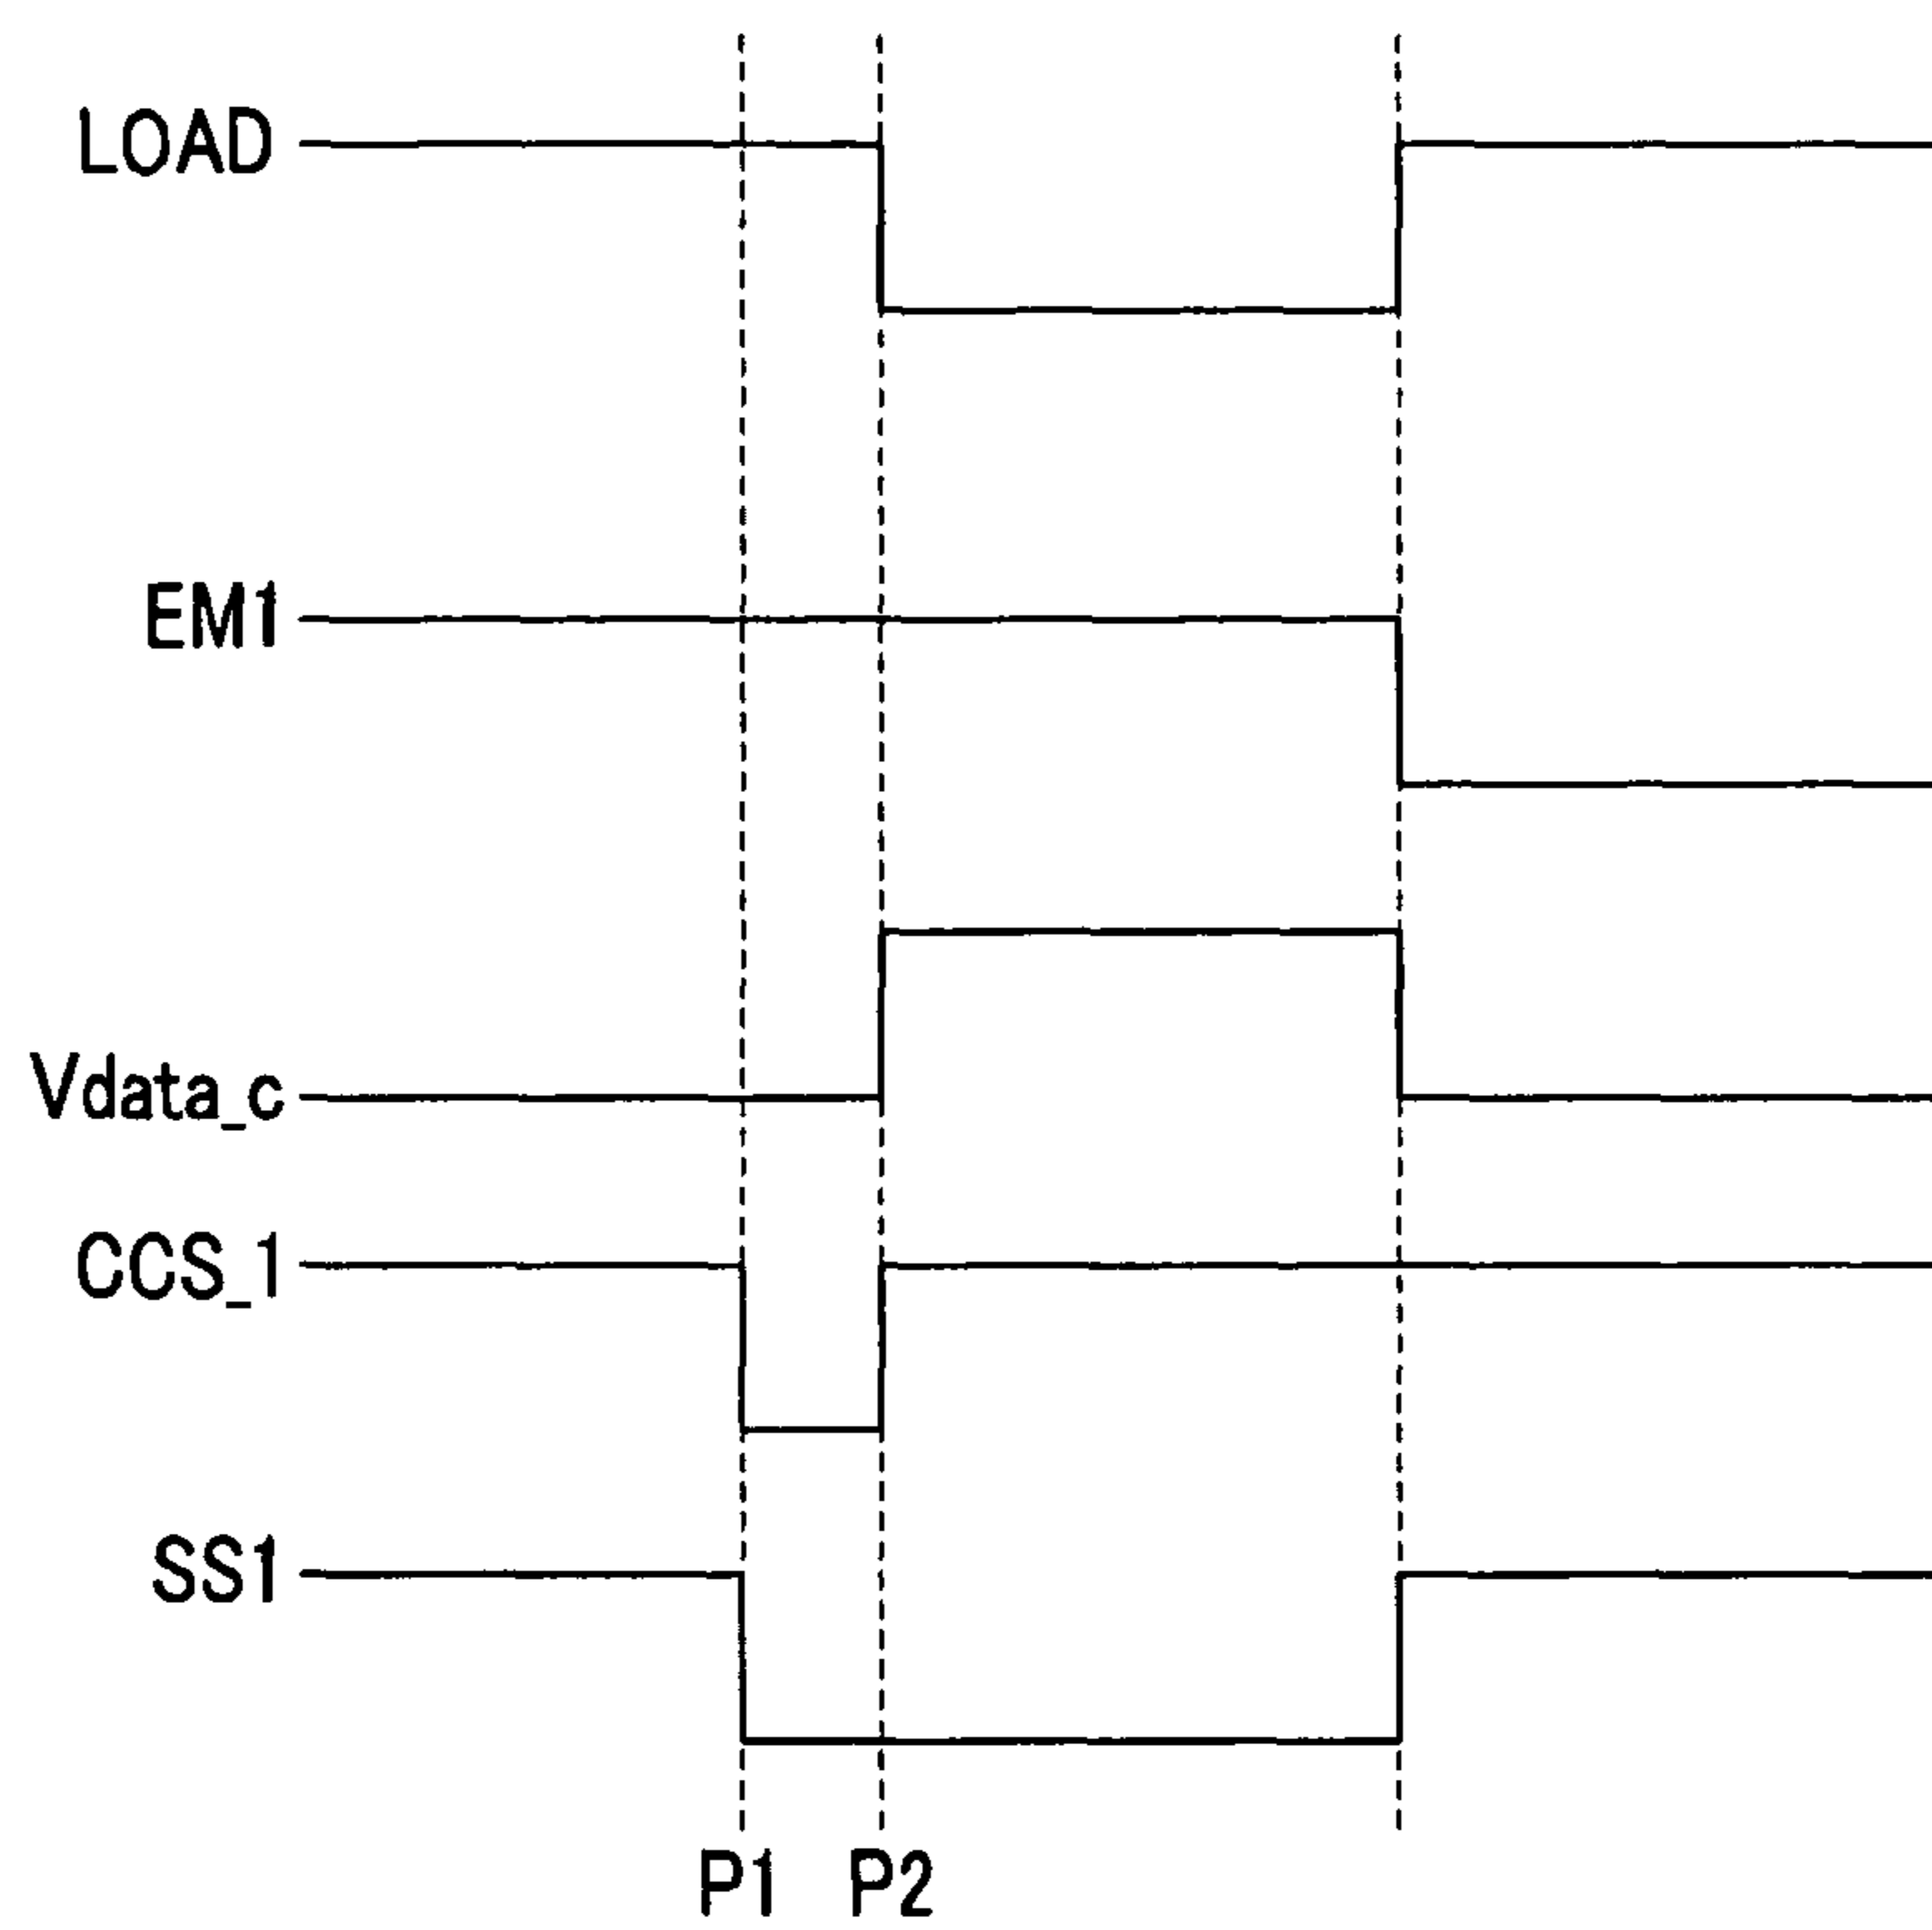 LOAD
EM1
Vdata_c
CCS_1
SS1
P1 P2